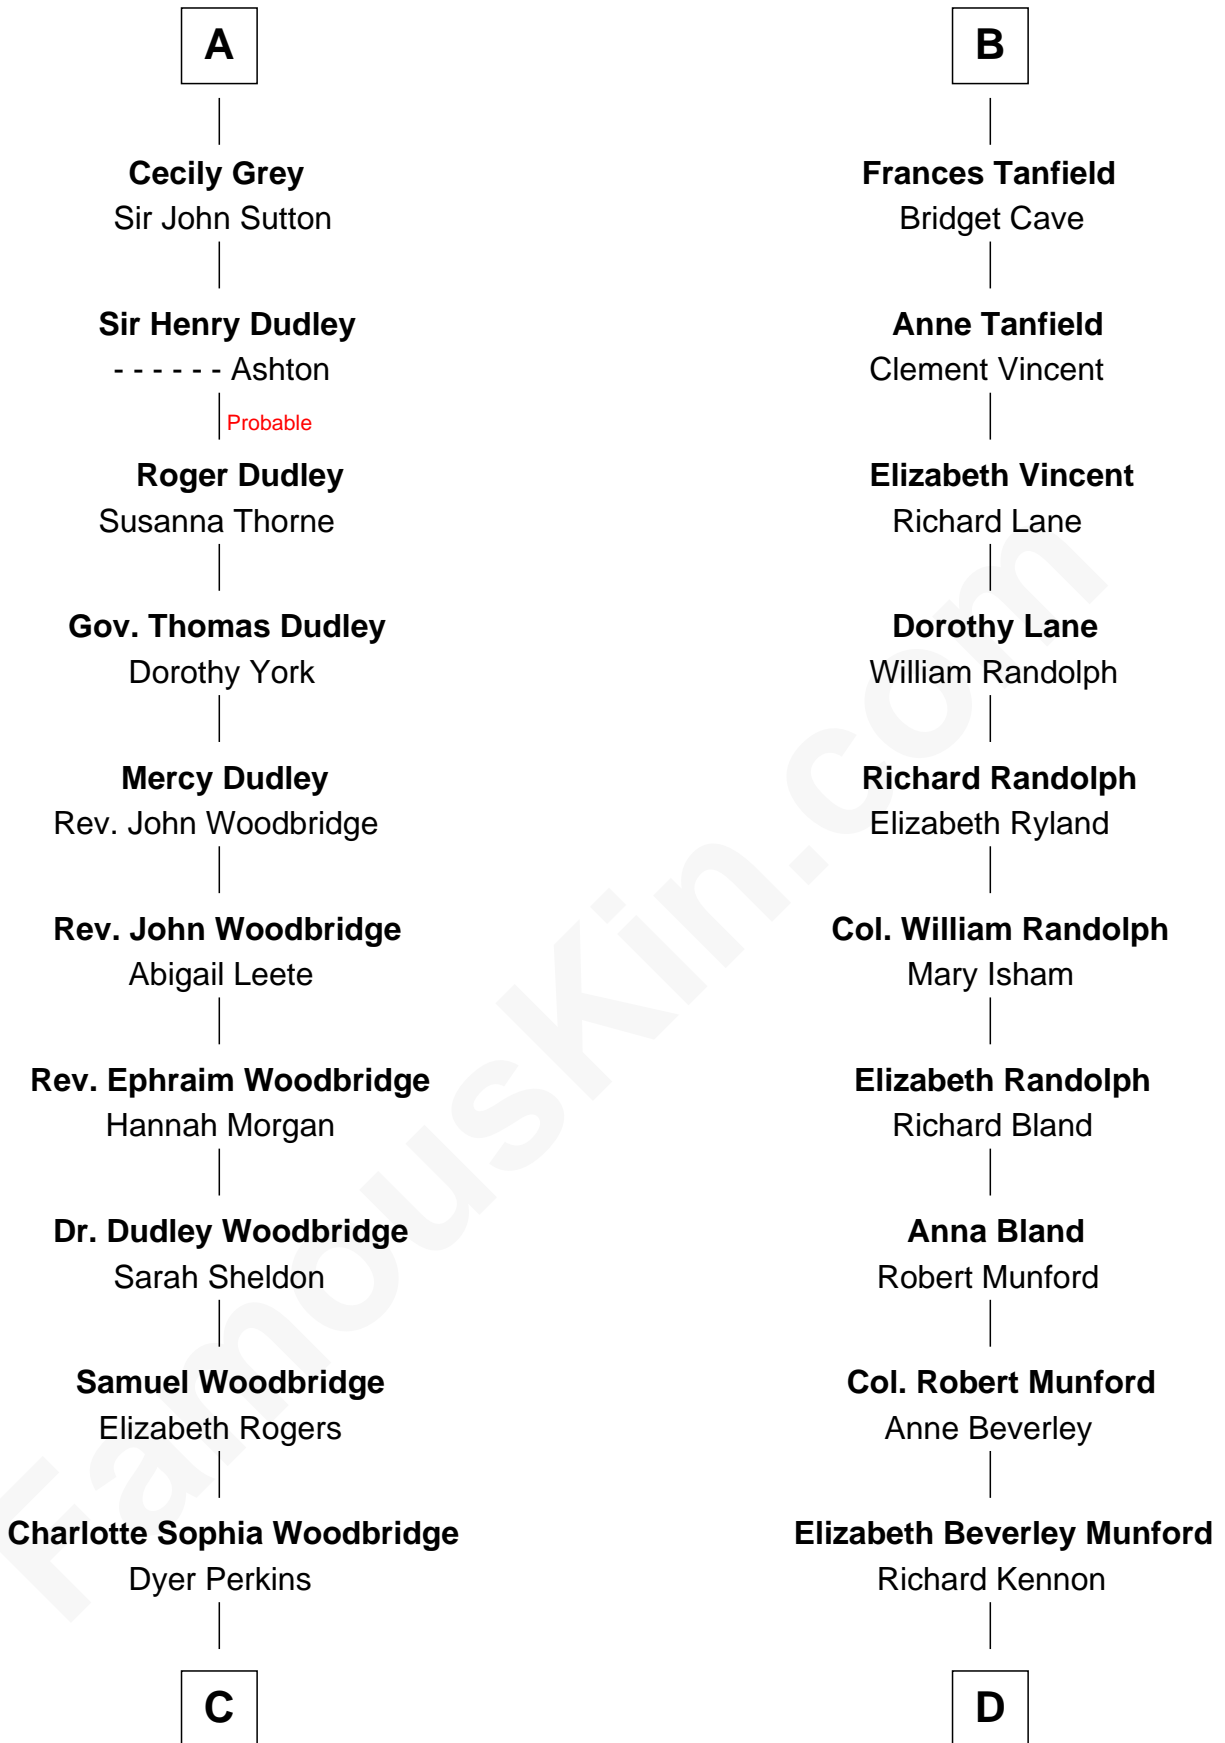 A
Cecily Grey
Sir John Sutton
Sir Henry Dudley
- - - - - - Ashton
Probable
Roger Dudley
Susanna Thorne
Gov. Thomas Dudley
Dorothy York
Mercy Dudley
Rev. John Woodbridge
Rev. John Woodbridge
Abigail Leete
Rev. Ephraim Woodbridge
Hannah Morgan
Dr. Dudley Woodbridge
Sarah Sheldon
Samuel Woodbridge
Elizabeth Rogers
Charlotte Sophia Woodbridge
Dyer Perkins
C
B
Frances Tanfield
Bridget Cave
Anne Tanfield
Clement Vincent
Elizabeth Vincent
Richard Lane
Dorothy Lane
William Randolph
Richard Randolph
Elizabeth Ryland
Col. William Randolph
Mary Isham
Elizabeth Randolph
Richard Bland
Anna Bland
Robert Munford
Col. Robert Munford
Anne Beverley
Elizabeth Beverley Munford
Richard Kennon
D
FamousKin.com